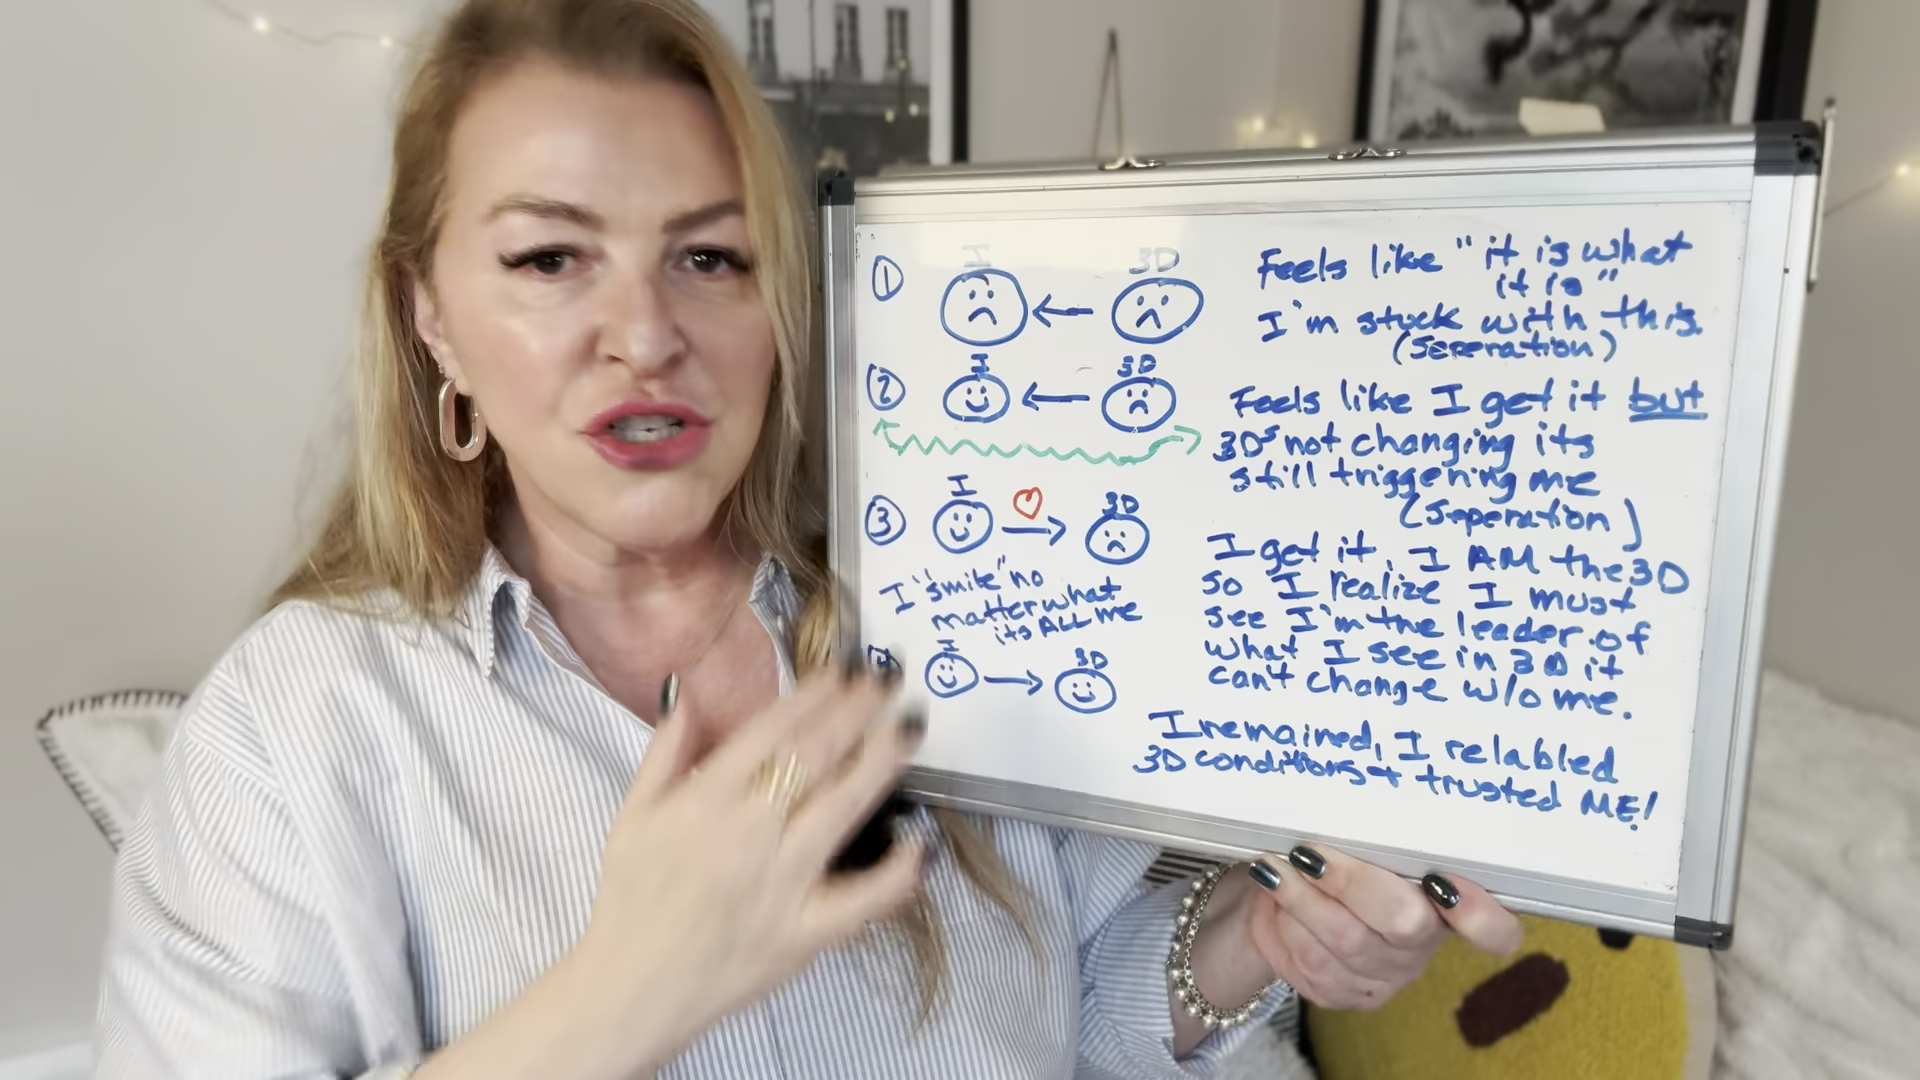 1 I 3D
Feels like "it is what
it is"
I'm stuck with this.
(Seperation)
2 I 3D
Feels like I get it but
3D's not changing its
still triggering me
(Seperation)
3 I 3D
I "smile" no
matter what
its ALL me
I get it, I AM the 3D
so I realize I must
see I'm the leader of
what I see in 3D it
can't change w/o me.
4 I 3D
I remained, I relabled
3D conditions + trusted ME!